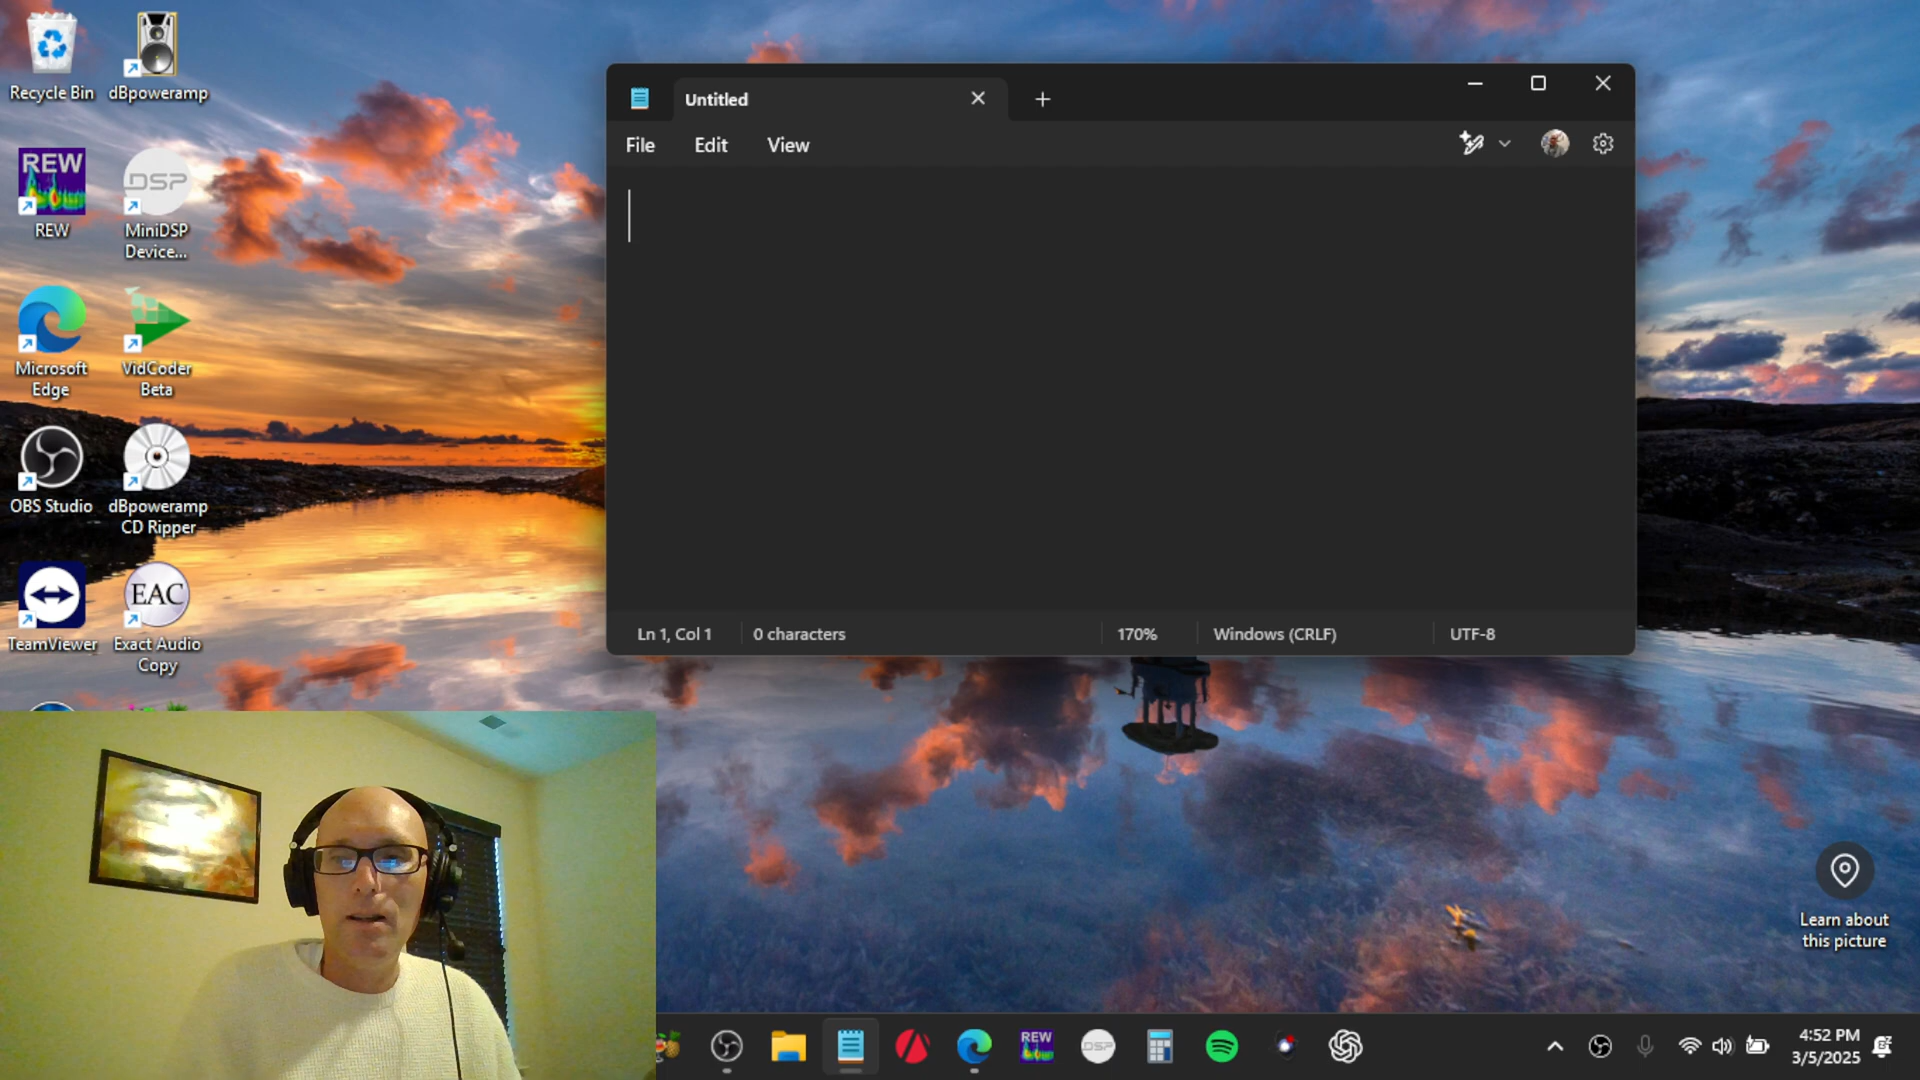 Recycle Bin
dBpoweramp
REW
REW
DSP
MiniDSP
Device...
Microsoft
Edge
VidCoder
Beta
OBS Studio
dBpoweramp
CD Ripper
TeamViewer
EAC
Exact Audio
Copy
Untitled
File Edit View
Ln 1, Col 1 0 characters 170% Windows (CRLF) UTF-8
Learn about
this picture
REW
DSP
4:52 PM
3/5/2025